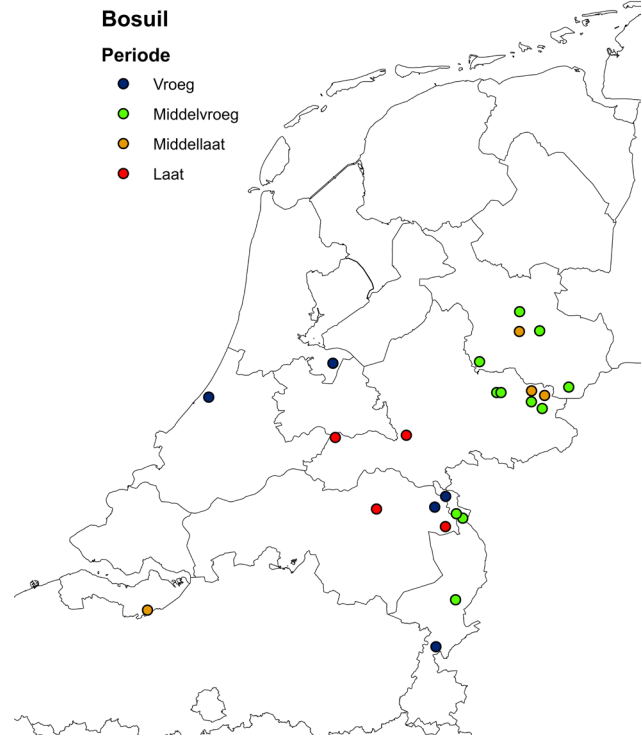 Bosuil
Periode
Vroeg
Middelvroeg
Middellaat
Laat